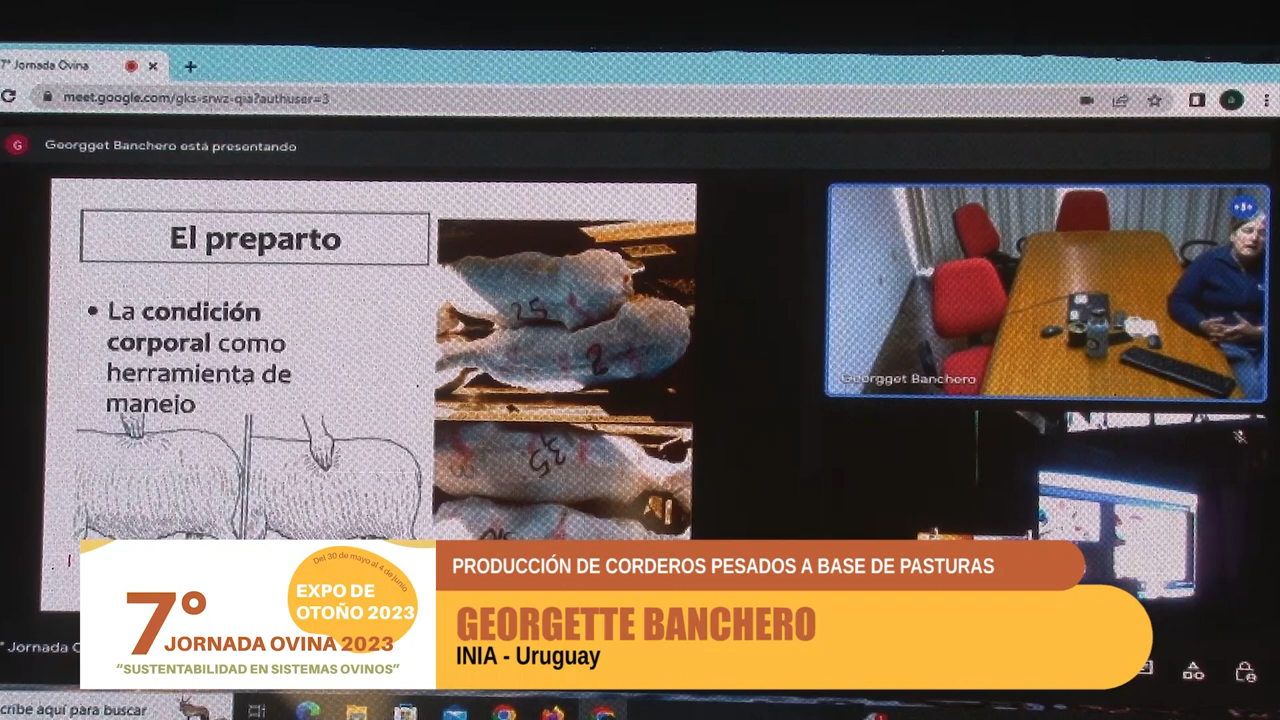 7° Jornada Ovina
meet.google.com/gks-srwz-qia?authuser=3
G
Georgget Banchero está presentando
El preparto
• La condición
corporal como
herramienta de
manejo
25
2
35
Georgget Banchero
PRODUCCIÓN DE CORDEROS PESADOS A BASE DE PASTURAS
GEORGETTE BANCHERO
INIA - Uruguay
Del 30 de mayo al 4 de junio
EXPO DE
OTOÑO 2023
7°
JORNADA OVINA 2023
“SUSTENTABILIDAD EN SISTEMAS OVINOS”
° Jornada O
cribe aquí para buscar